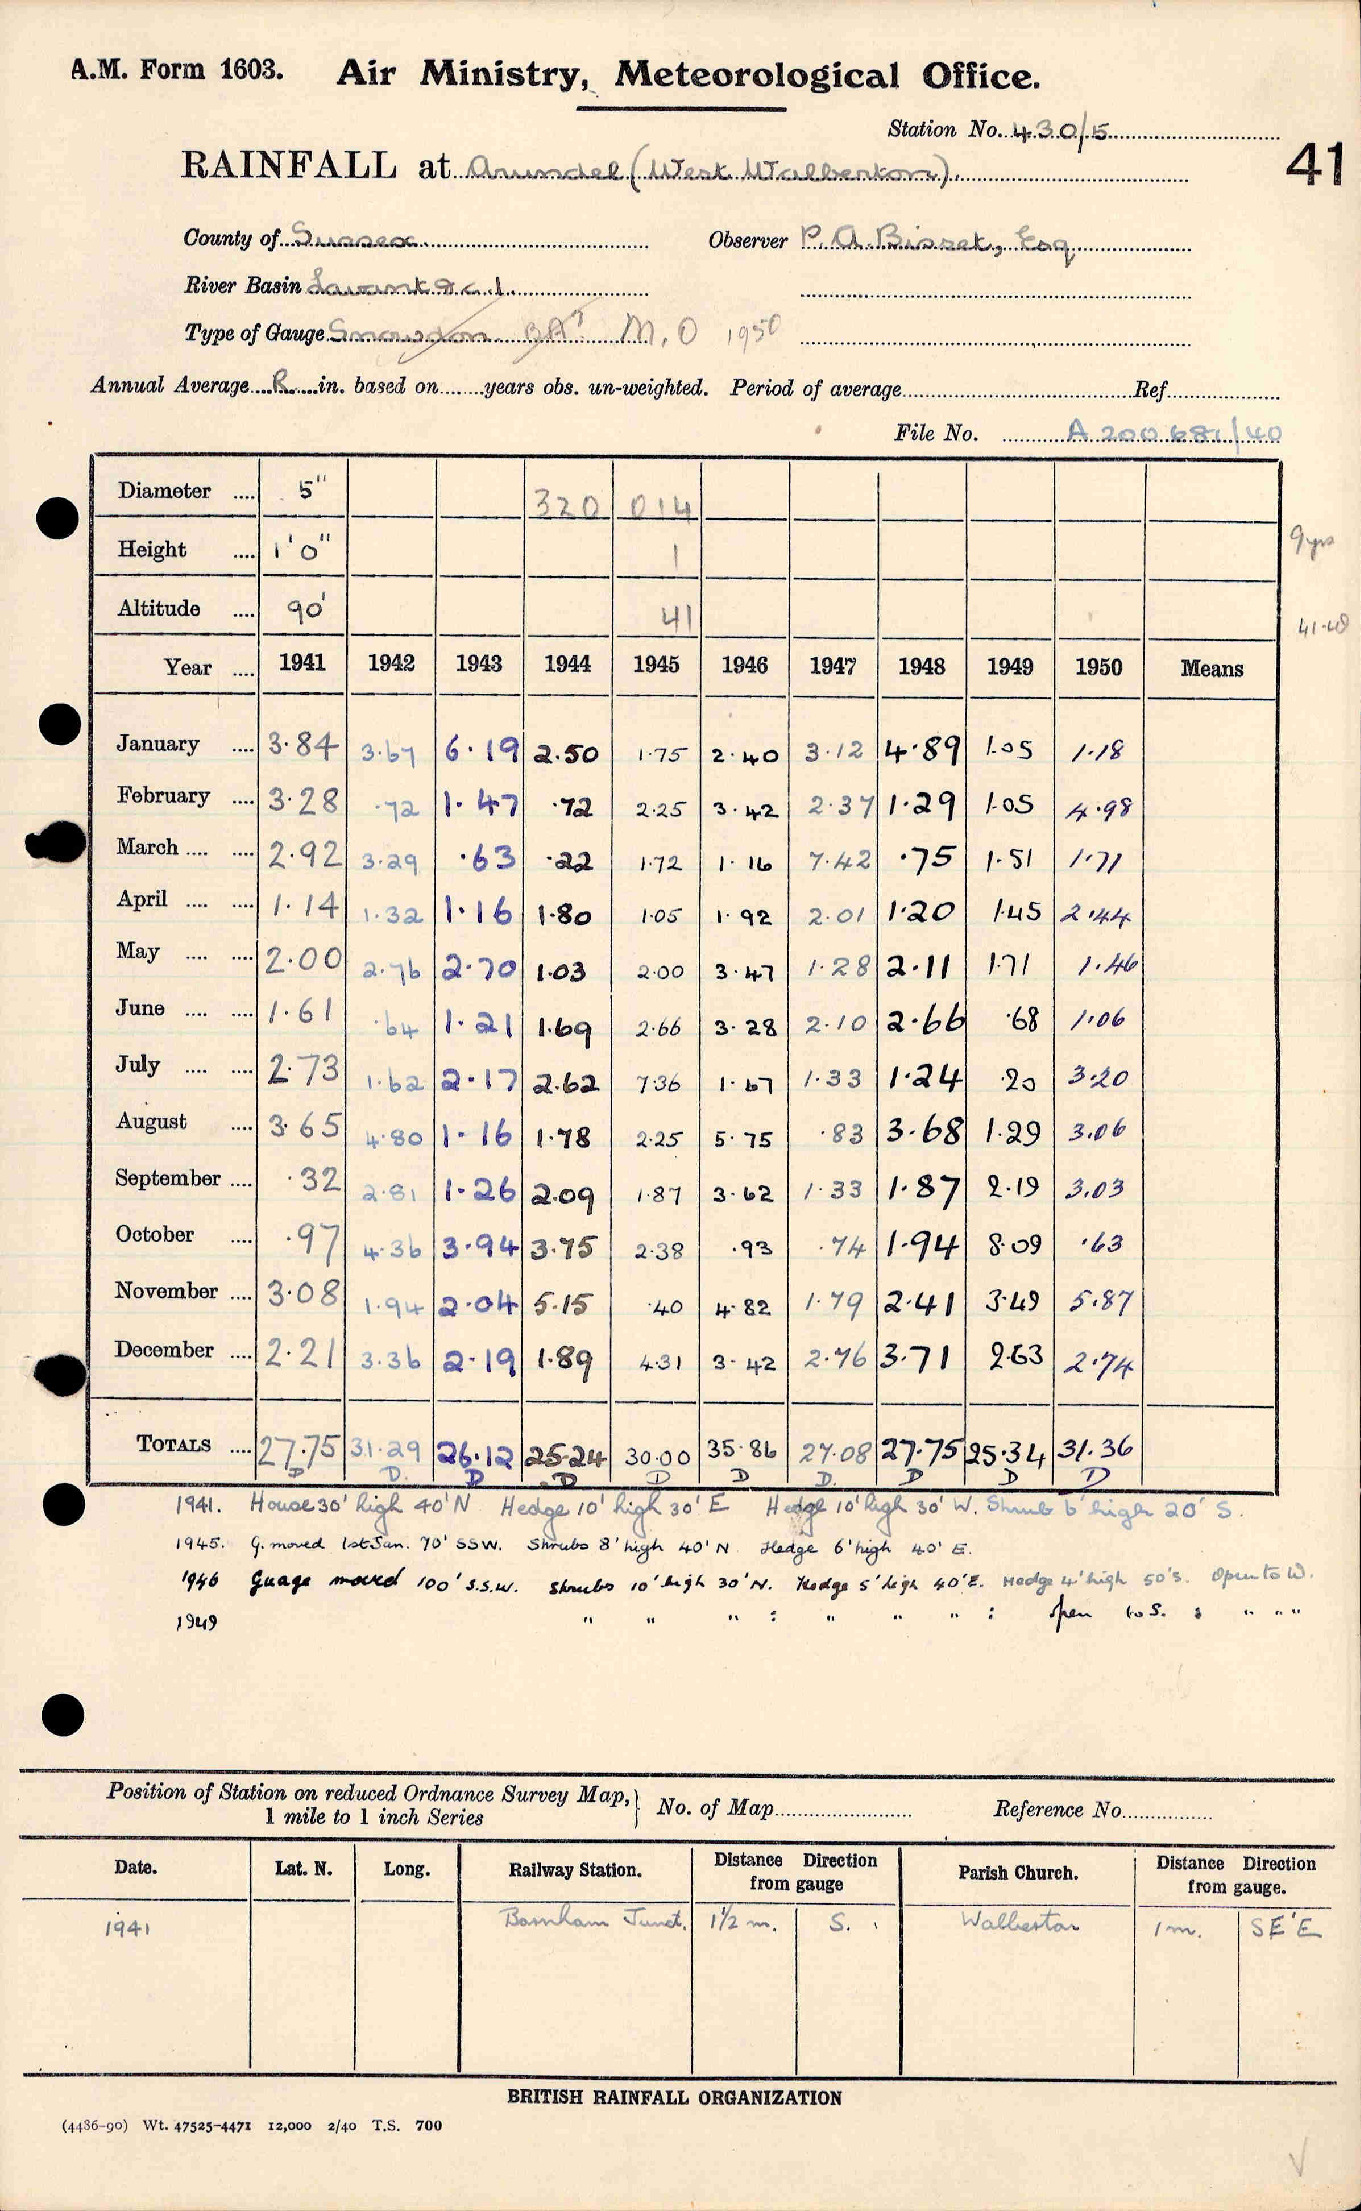 A.M. Form 1603. Air Ministry, Meteorological Office.
Station No. 430/5
41
RAINFALL at Arundel (West Walberton).
County of Sussex. Observer P. A. Bisset, Esq
River Basin Lavant &c 1.
Type of Gauge Snowdon BA? M.O 1950
Annual Average R in. based on years obs. un-weighted. Period of average Ref
File No. A 200681/40
Diameter .... 5" 320 014
Height .... 1'0" 1 9 yrs
Altitude .... 90' 41 41-49
Year .... 1941 1942 1943 1944 1945 1946 1947 1948 1949 1950 Means
January .... 3.84 3.67 6.19 2.50 1.75 2.40 3.12 4.89 1.05 1.18
February .... 3.28 .72 1.47 .72 2.25 3.42 2.37 1.29 1.05 4.98
March .... .... 2.92 3.29 .63 .22 1.72 1.16 7.42 .75 1.51 1.71
April .... .... 1.14 1.32 1.16 1.80 1.05 1.92 2.01 1.20 1.45 2.44
May .... .... 2.00 2.76 2.70 1.03 2.00 3.47 1.28 2.11 1.71 1.46
June .... .... 1.61 .64 1.21 1.69 2.66 3.28 2.10 2.66 .68 1.06
July .... .... 2.73 1.62 2.17 2.62 7.36 1.67 1.33 1.24 .20 3.20
August .... 3.65 4.80 1.16 1.78 2.25 5.75 .83 3.68 1.29 3.06
September .... .32 2.81 1.26 2.09 1.87 3.62 1.33 1.87 2.19 3.03
October .... .97 4.36 3.94 3.75 2.38 .93 .74 1.94 8.09 .63
November .... 3.08 1.94 2.04 5.15 .40 4.82 1.79 2.41 3.49 5.87
December .... 2.21 3.36 2.19 1.89 4.31 3.42 2.76 3.71 2.63 2.74
TOTALS .... 27.75 31.29 26.12 25.24 30.00 35.86 27.08 27.75 25.34 31.36
D D. D D D D D. D D D
1941. House 30' high 40' N Hedge 10' high 30' E Hedge 10' high 30' W. Shrub 6' high 20' S.
1945. G. moved 1st Jan. 70' SSW. Shrubs 8' high 40' N Hedge 6' high 40' E.
1946 Guage moved 100' S.S.W. Shrubs 10' high 30' N. Hedge 5' high 40' E. Hedge 4' high 50' S. Open to W.
1949 " " " : " " " : open to S. : " " "
Position of Station on reduced Ordnance Survey Map,} No. of Map Reference No.
1 mile to 1 inch Series
Date. Lat. N. Long. Railway Station. Distance Direction from gauge Parish Church. Distance Direction from gauge.
1941 Barnham Junct. 1½ m. S. Walberton 1 m. SE'E
BRITISH RAINFALL ORGANIZATION
(4486-90) Wt. 47525-4471 12,000 2/40 T.S. 700